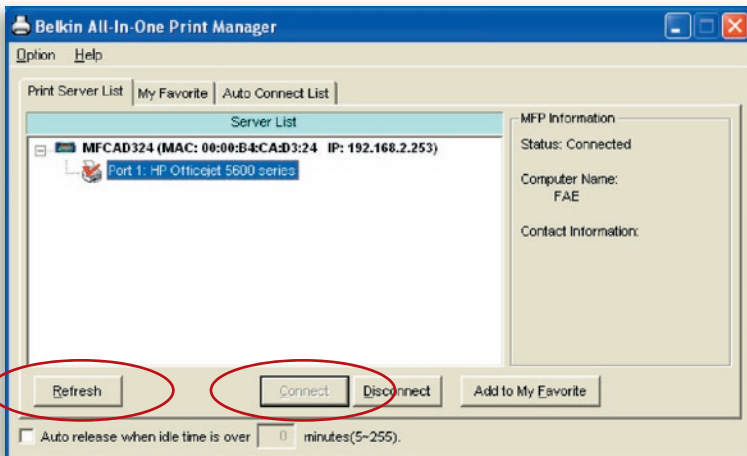 Belkin All-In-One Print Manager
Option Help
Print Server List My Favorite Auto Connect List
Server List
MFCAD324 (MAC: 00:00:B4:CA:D3:24 IP: 192.168.2.253)
Port 1: HP Officejet 5600 series
MFP Information
Status: Connected
Computer Name:
FAE
Contact Information:
Refresh Connect Disconnect Add to My Favorite
Auto release when idle time is over 0 minutes(5~255).